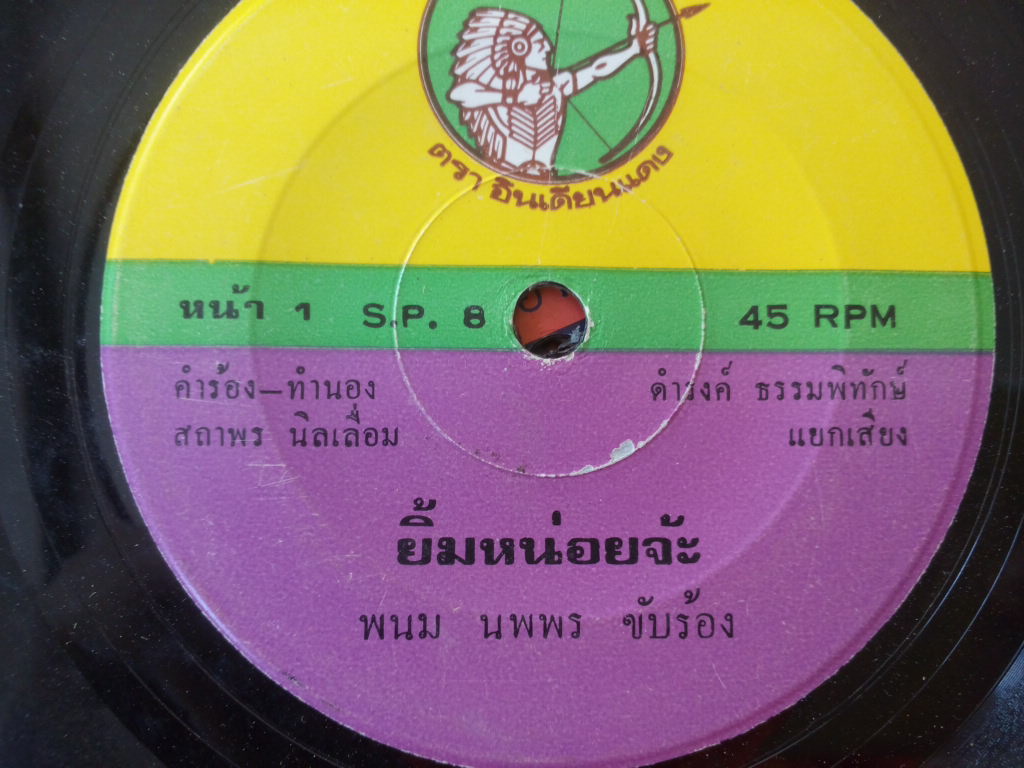 ตรา อินเดียนแดง
หน้า 1 S.P. 8 45 RPM
คำร้อง–ทำนอง ดำรงค์ ธรรมพิทักษ์
สถาพร นิลเลื่อม แยกเสียง
ยิ้มหน่อยจ้ะ
พนม นพพร ขับร้อง